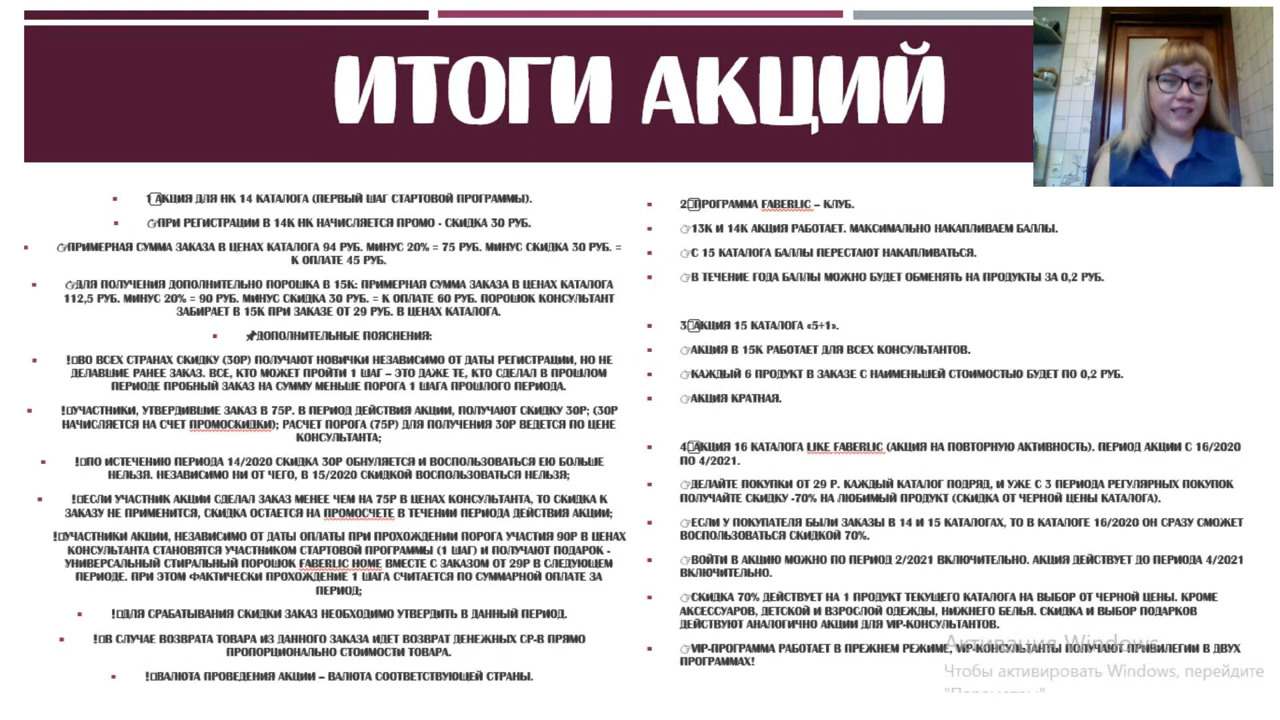 ИТОГИ АКЦИЙ
1 АКЦИЯ ДЛЯ НК 14 КАТАЛОГА (ПЕРВЫЙ ШАГ СТАРТОВОЙ ПРОГРАММЫ).
ПРИ РЕГИСТРАЦИИ В 14К НК НАЧИСЛЯЕТСЯ ПРОМО - СКИДКА 30 РУБ.
ПРИМЕРНАЯ СУММА ЗАКАЗА В ЦЕНАХ КАТАЛОГА 94 РУБ. МИНУС 20% = 75 РУБ. МИНУС СКИДКА 30 РУБ. =
К ОПЛАТЕ 45 РУБ.
ДЛЯ ПОЛУЧЕНИЯ ДОПОЛНИТЕЛЬНО ПОРОШКА В 15К: ПРИМЕРНАЯ СУММА ЗАКАЗА В ЦЕНАХ КАТАЛОГА
112,5 РУБ. МИНУС 20% = 90 РУБ. МИНУС СКИДКА 30 РУБ. = К ОПЛАТЕ 60 РУБ. ПОРОШОК КОНСУЛЬТАНТ
ЗАБИРАЕТ В 15К ПРИ ЗАКАЗЕ ОТ 29 РУБ. В ЦЕНАХ КАТАЛОГА.
ДОПОЛНИТЕЛЬНЫЕ ПОЯСНЕНИЯ:
!ВО ВСЕХ СТРАНАХ СКИДКУ (30Р) ПОЛУЧАЮТ НОВИЧКИ НЕЗАВИСИМО ОТ ДАТЫ РЕГИСТРАЦИИ, НО НЕ
ДЕЛАВШИЕ РАНЕЕ ЗАКАЗ. ВСЕ, КТО МОЖЕТ ПРОЙТИ 1 ШАГ – ЭТО ДАЖЕ ТЕ, КТО СДЕЛАЛ В ПРОШЛОМ
ПЕРИОДЕ ПРОБНЫЙ ЗАКАЗ НА СУММУ МЕНЬШЕ ПОРОГА 1 ШАГА ПРОШЛОГО ПЕРИОДА.
!УЧАСТНИКИ, УТВЕРДИВШИЕ ЗАКАЗ В 75Р. В ПЕРИОД ДЕЙСТВИЯ АКЦИИ, ПОЛУЧАЮТ СКИДКУ 30Р; (30Р
НАЧИСЛЯЕТСЯ НА СЧЕТ ПРОМОСКИДКИ); РАСЧЕТ ПОРОГА (75Р) ДЛЯ ПОЛУЧЕНИЯ 30Р ВЕДЕТСЯ ПО ЦЕНЕ
КОНСУЛЬТАНТА;
!ПО ИСТЕЧЕНИЮ ПЕРИОДА 14/2020 СКИДКА 30Р ОБНУЛЯЕТСЯ И ВОСПОЛЬЗОВАТЬСЯ ЕЮ БОЛЬШЕ
НЕЛЬЗЯ. НЕЗАВИСИМО НИ ОТ ЧЕГО, В 15/2020 СКИДКОЙ ВОСПОЛЬЗОВАТЬСЯ НЕЛЬЗЯ;
!ЕСЛИ УЧАСТНИК АКЦИИ СДЕЛАЛ ЗАКАЗ МЕНЕЕ ЧЕМ НА 75Р В ЦЕНАХ КОНСУЛЬТАНТА, ТО СКИДКА К
ЗАКАЗУ НЕ ПРИМЕНИТСЯ, СКИДКА ОСТАЕТСЯ НА ПРОМОСЧЕТЕ В ТЕЧЕНИИ ПЕРИОДА ДЕЙСТВИЯ АКЦИИ;
!УЧАСТНИКИ АКЦИИ, НЕЗАВИСИМО ОТ ДАТЫ ОПЛАТЫ ПРИ ПРОХОЖДЕНИИ ПОРОГА УЧАСТИЯ 90Р В ЦЕНАХ
КОНСУЛЬТАНТА СТАНОВЯТСЯ УЧАСТНИКОМ СТАРТОВОЙ ПРОГРАММЫ (1 ШАГ) И ПОЛУЧАЮТ ПОДАРОК -
УНИВЕРСАЛЬНЫЙ СТИРАЛЬНЫЙ ПОРОШОК FABERLIC HOME ВМЕСТЕ С ЗАКАЗОМ ОТ 29Р В СЛЕДУЮЩЕМ
ПЕРИОДЕ. ПРИ ЭТОМ ФАКТИЧЕСКИ ПРОХОЖДЕНИЕ 1 ШАГА СЧИТАЕТСЯ ПО СУММАРНОЙ ОПЛАТЕ ЗА
ПЕРИОД;
!ДЛЯ СРАБАТЫВАНИЯ СКИДКИ ЗАКАЗ НЕОБХОДИМО УТВЕРДИТЬ В ДАННЫЙ ПЕРИОД.
!В СЛУЧАЕ ВОЗВРАТА ТОВАРА ИЗ ДАННОГО ЗАКАЗА ИДЕТ ВОЗВРАТ ДЕНЕЖНЫХ СР-В ПРЯМО
ПРОПОРЦИОНАЛЬНО СТОИМОСТИ ТОВАРА.
!ВАЛЮТА ПРОВЕДЕНИЯ АКЦИИ – ВАЛЮТА СООТВЕТСТВУЮЩЕЙ СТРАНЫ.
2 ПРОГРАММА FABERLIC – КЛУБ.
13К И 14К АКЦИЯ РАБОТАЕТ. МАКСИМАЛЬНО НАКАПЛИВАЕМ БАЛЛЫ.
С 15 КАТАЛОГА БАЛЛЫ ПЕРЕСТАЮТ НАКАПЛИВАТЬСЯ.
В ТЕЧЕНИЕ ГОДА БАЛЛЫ МОЖНО БУДЕТ ОБМЕНЯТЬ НА ПРОДУКТЫ ЗА 0,2 РУБ.
3 АКЦИЯ 15 КАТАЛОГА «5+1».
АКЦИЯ В 15К РАБОТАЕТ ДЛЯ ВСЕХ КОНСУЛЬТАНТОВ.
КАЖДЫЙ 6 ПРОДУКТ В ЗАКАЗЕ С НАИМЕНЬШЕЙ СТОИМОСТЬЮ БУДЕТ ПО 0,2 РУБ.
АКЦИЯ КРАТНАЯ.
4 АКЦИЯ 16 КАТАЛОГА LIKE FABERLIC (АКЦИЯ НА ПОВТОРНУЮ АКТИВНОСТЬ). ПЕРИОД АКЦИИ С 16/2020
ПО 4/2021.
ДЕЛАЙТЕ ПОКУПКИ ОТ 29 Р. КАЖДЫЙ КАТАЛОГ ПОДРЯД, И УЖЕ С 3 ПЕРИОДА РЕГУЛЯРНЫХ ПОКУПОК
ПОЛУЧАЙТЕ СКИДКУ -70% НА ЛЮБИМЫЙ ПРОДУКТ (СКИДКА ОТ ЧЕРНОЙ ЦЕНЫ КАТАЛОГА).
ЕСЛИ У ПОКУПАТЕЛЯ БЫЛИ ЗАКАЗЫ В 14 И 15 КАТАЛОГАХ, ТО В КАТАЛОГЕ 16/2020 ОН СРАЗУ СМОЖЕТ
ВОСПОЛЬЗОВАТЬСЯ СКИДКОЙ 70%.
ВОЙТИ В АКЦИЮ МОЖНО ПО ПЕРИОД 2/2021 ВКЛЮЧИТЕЛЬНО. АКЦИЯ ДЕЙСТВУЕТ ДО ПЕРИОДА 4/2021
ВКЛЮЧИТЕЛЬНО.
СКИДКА 70% ДЕЙСТВУЕТ НА 1 ПРОДУКТ ТЕКУЩЕГО КАТАЛОГА НА ВЫБОР ОТ ЧЕРНОЙ ЦЕНЫ. КРОМЕ
АКСЕССУАРОВ, ДЕТСКОЙ И ВЗРОСЛОЙ ОДЕЖДЫ, НИЖНЕГО БЕЛЬЯ. СКИДКА И ВЫБОР ПОДАРКОВ
ДЕЙСТВУЮТ АНАЛОГИЧНО АКЦИИ ДЛЯ VIP-КОНСУЛЬТАНТОВ.
VIP-ПРОГРАММА РАБОТАЕТ В ПРЕЖНЕМ РЕЖИМЕ, VIP-КОНСУЛЬТАНТЫ ПОЛУЧАЮТ ПРИВИЛЕГИИ В ДВУХ
ПРОГРАММАХ!
Активация Windows
Чтобы активировать Windows, перейдите
"Параметры"